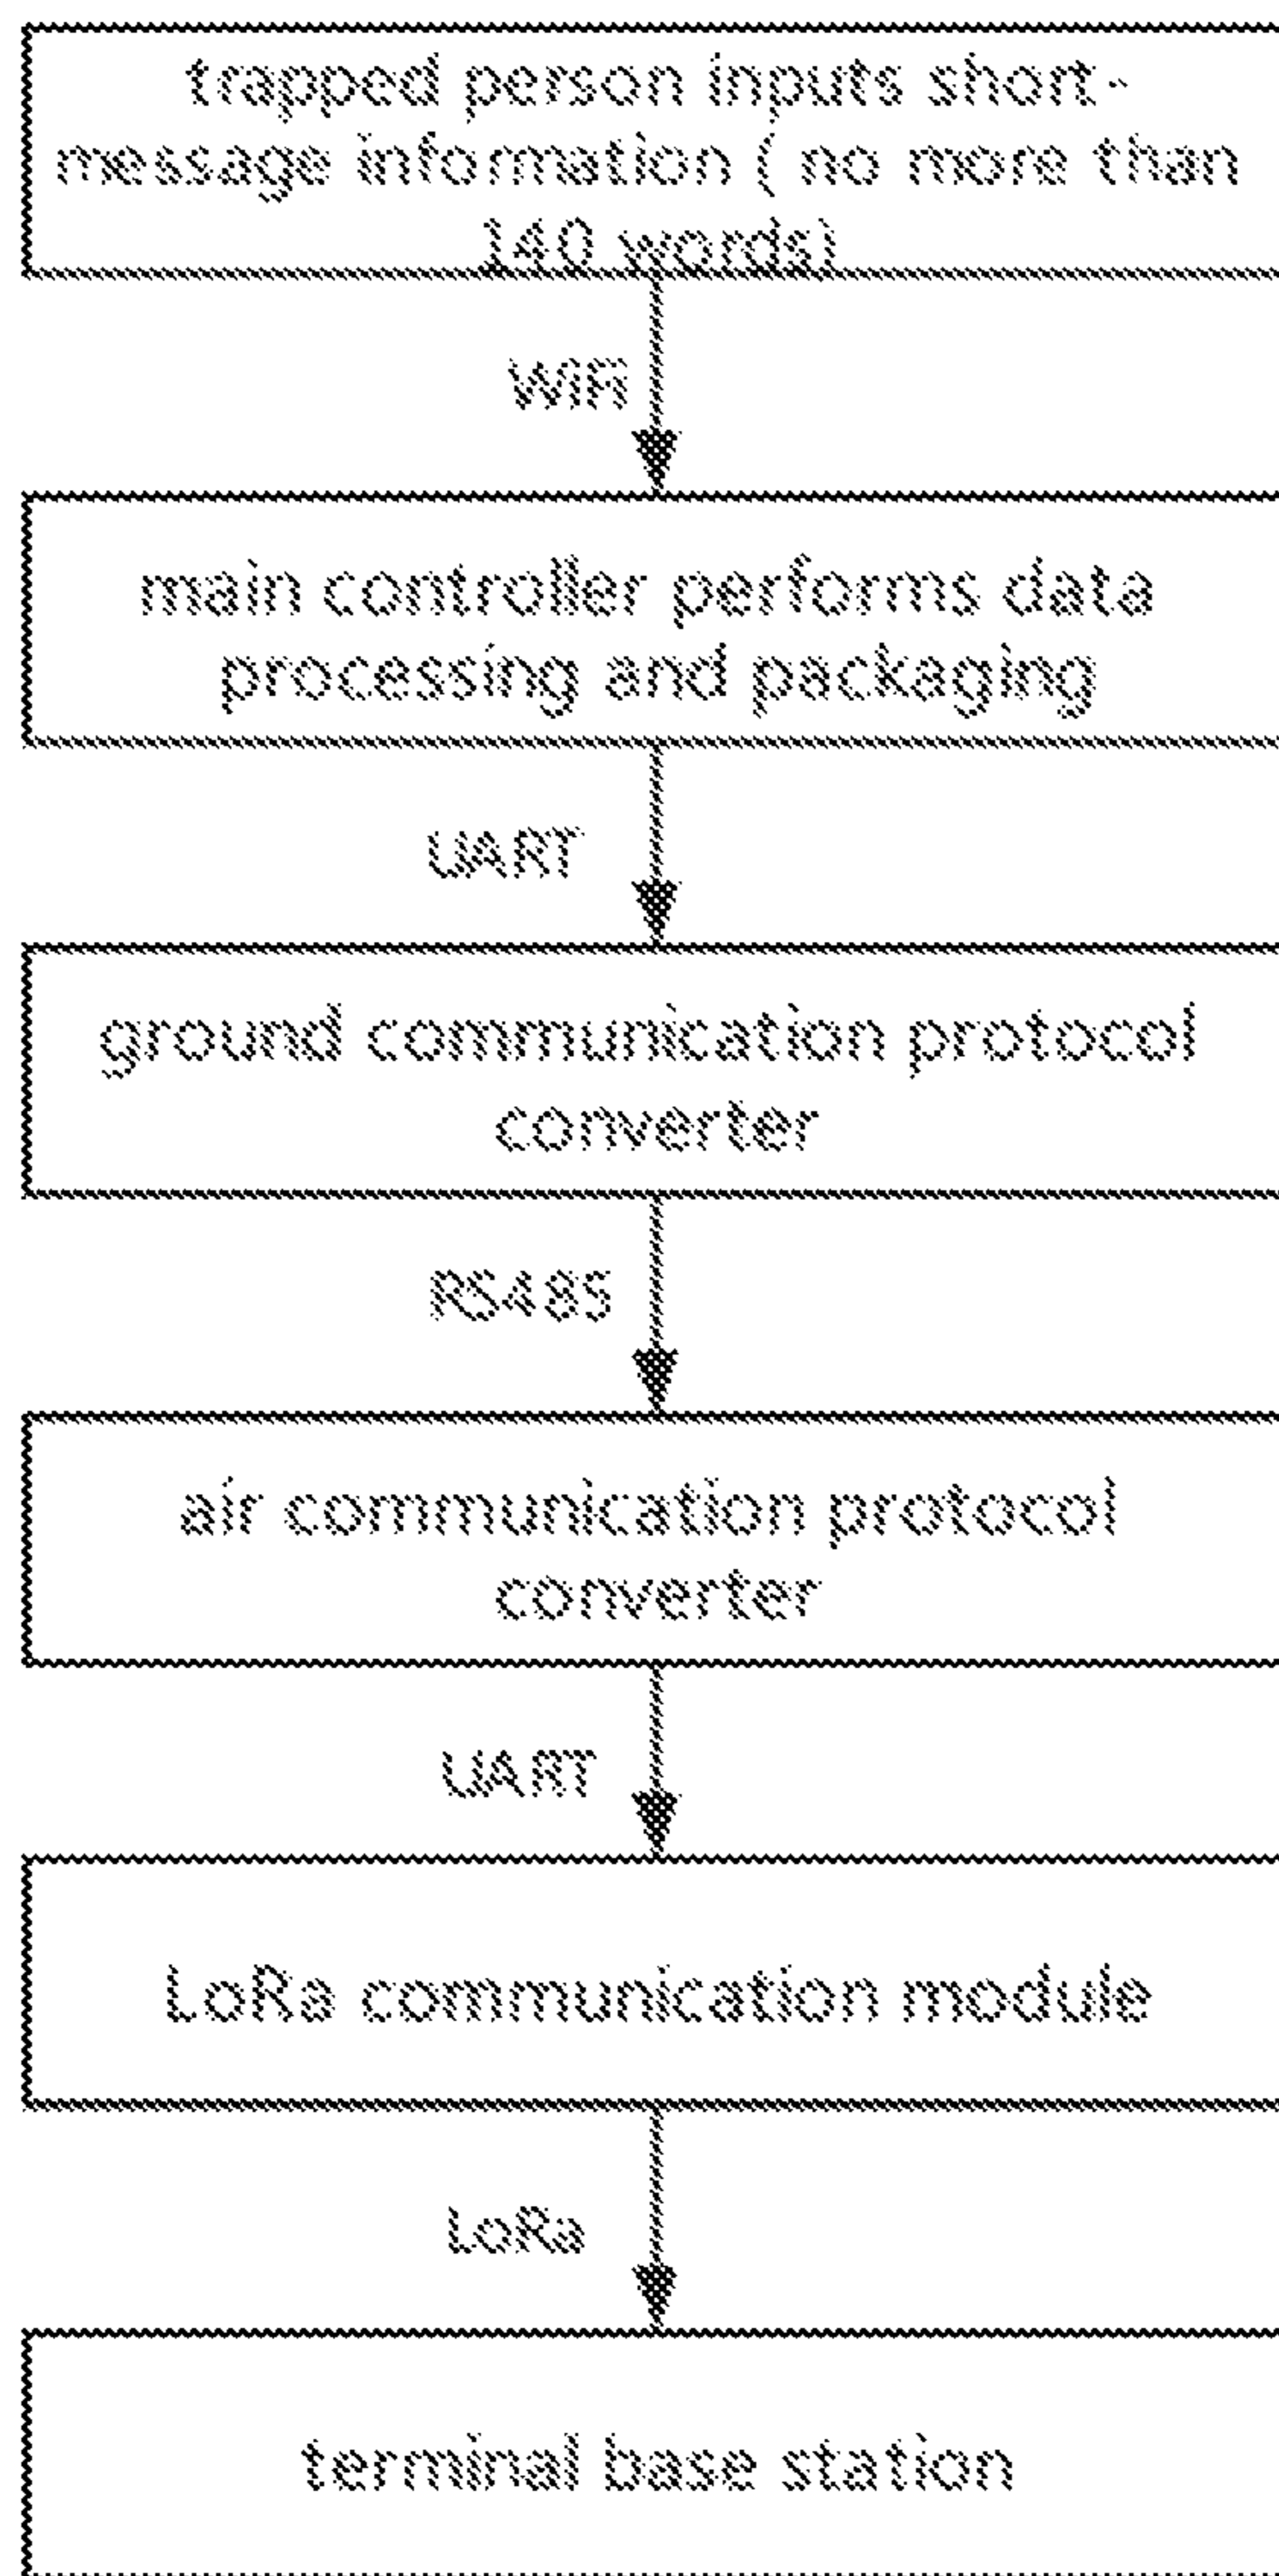 trapped person inputs short-
message information ( no more than
140 words)
WiFi
main controller performs data
processing and packaging
UART
ground communication protocol
converter
RS485
air communication protocol
converter
UART
LoRa communication module
LoRa
terminal base station